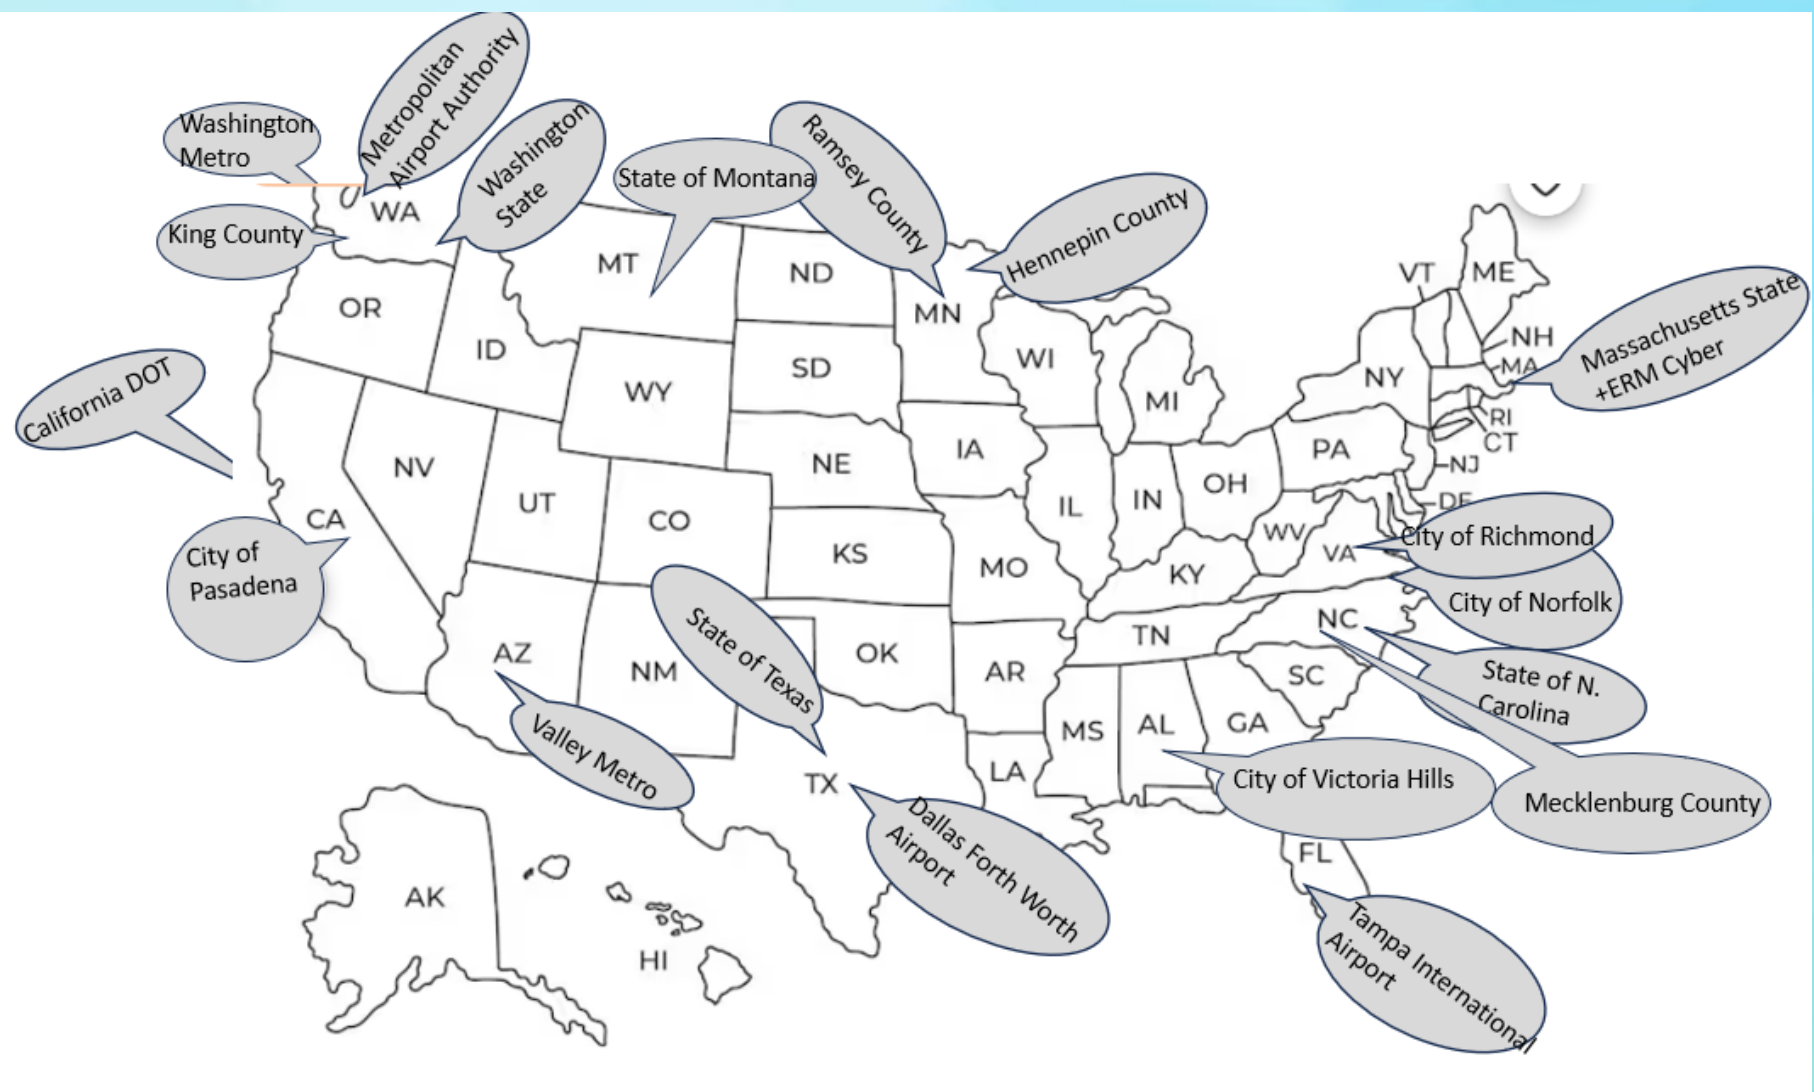 Metropolitan
Airport Authority
Washington
Metro
Washington
State
State of Montana
Ramsey County
Hennepin County
King County
WA
MT
ND
MN
OR
ID
SD
WI
MI
WY
VT
ME
NH
MA
NY
RI
CT
Massachusetts State
+ERM Cyber
California DOT
NV
UT
CO
NE
IA
IL
IN
OH
PA
NJ
DE
CA
KS
MO
WV
VA
KY
City of Richmond
City of Norfolk
City of
Pasadena
AZ
NM
State of Texas
OK
AR
TN
NC
SC
State of N.
Carolina
MS
AL
GA
LA
TX
Valley Metro
City of Victoria Hills
Mecklenburg County
Dallas Forth Worth
Airport
FL
Tampa International
Airport
AK
HI